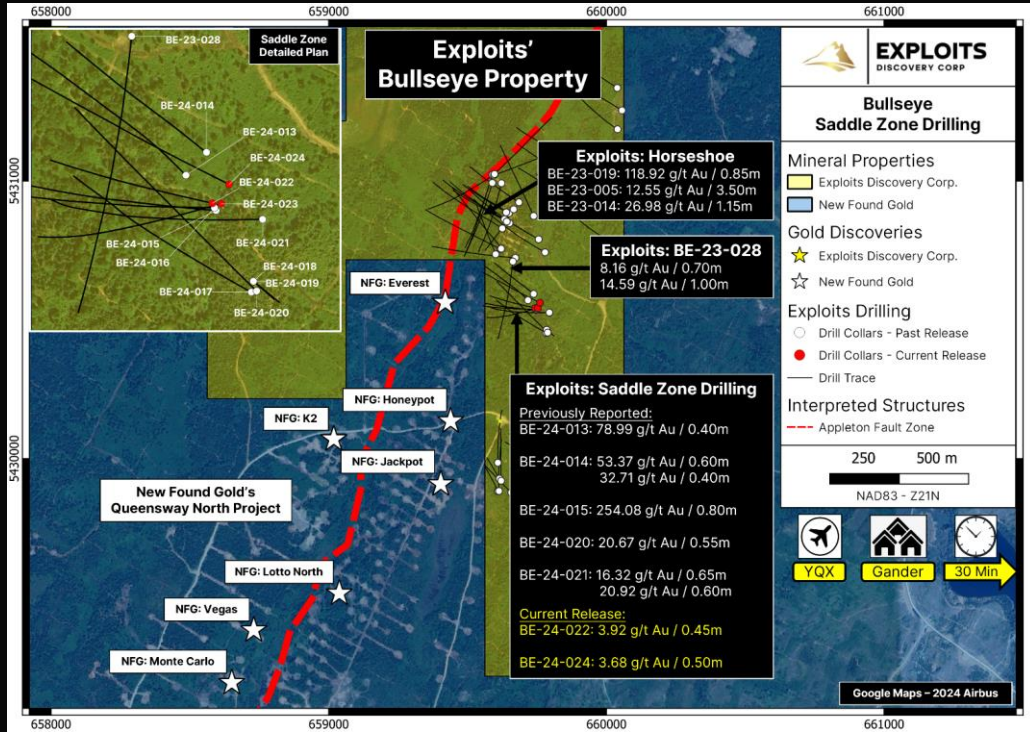 658000
659000
660000
661000
5431000
5430000
Saddle Zone
Detailed Plan
BE-23-028
BE-24-014
BE-24-013
BE-24-024
BE-24-022
BE-24-023
BE-24-015
BE-24-021
BE-24-016
BE-24-018
BE-24-017
BE-24-019
BE-24-020
Exploits’
Bullseye Property
Exploits: Horseshoe
BE-23-019: 118.92 g/t Au / 0.85m
BE-23-005: 12.55 g/t Au / 3.50m
BE-23-014: 26.98 g/t Au / 1.15m
Exploits: BE-23-028
8.16 g/t Au / 0.70m
14.59 g/t Au / 1.00m
NFG: Everest
NFG: Honeypot
NFG: K2
NFG: Jackpot
New Found Gold’s
Queensway North Project
NFG: Lotto North
NFG: Vegas
NFG: Monte Carlo
Exploits: Saddle Zone Drilling
Previously Reported:
BE-24-013: 78.99 g/t Au / 0.40m
BE-24-014: 53.37 g/t Au / 0.60m
32.71 g/t Au / 0.40m
BE-24-015: 254.08 g/t Au / 0.80m
BE-24-020: 20.67 g/t Au / 0.55m
BE-24-021: 16.32 g/t Au / 0.65m
20.92 g/t Au / 0.60m
Current Release:
BE-24-022: 3.92 g/t Au / 0.45m
BE-24-024: 3.68 g/t Au / 0.50m
EXPLOITS
DISCOVERY CORP
Bullseye
Saddle Zone Drilling
Mineral Properties
Exploits Discovery Corp.
New Found Gold
Gold Discoveries
Exploits Discovery Corp.
New Found Gold
Exploits Drilling
Drill Collars - Past Release
Drill Collars - Current Release
Drill Trace
Interpreted Structures
Appleton Fault Zone
250 500 m
NAD83 - Z21N
YQX
Gander
30 Min
Google Maps – 2024 Airbus
658000
659000
660000
661000